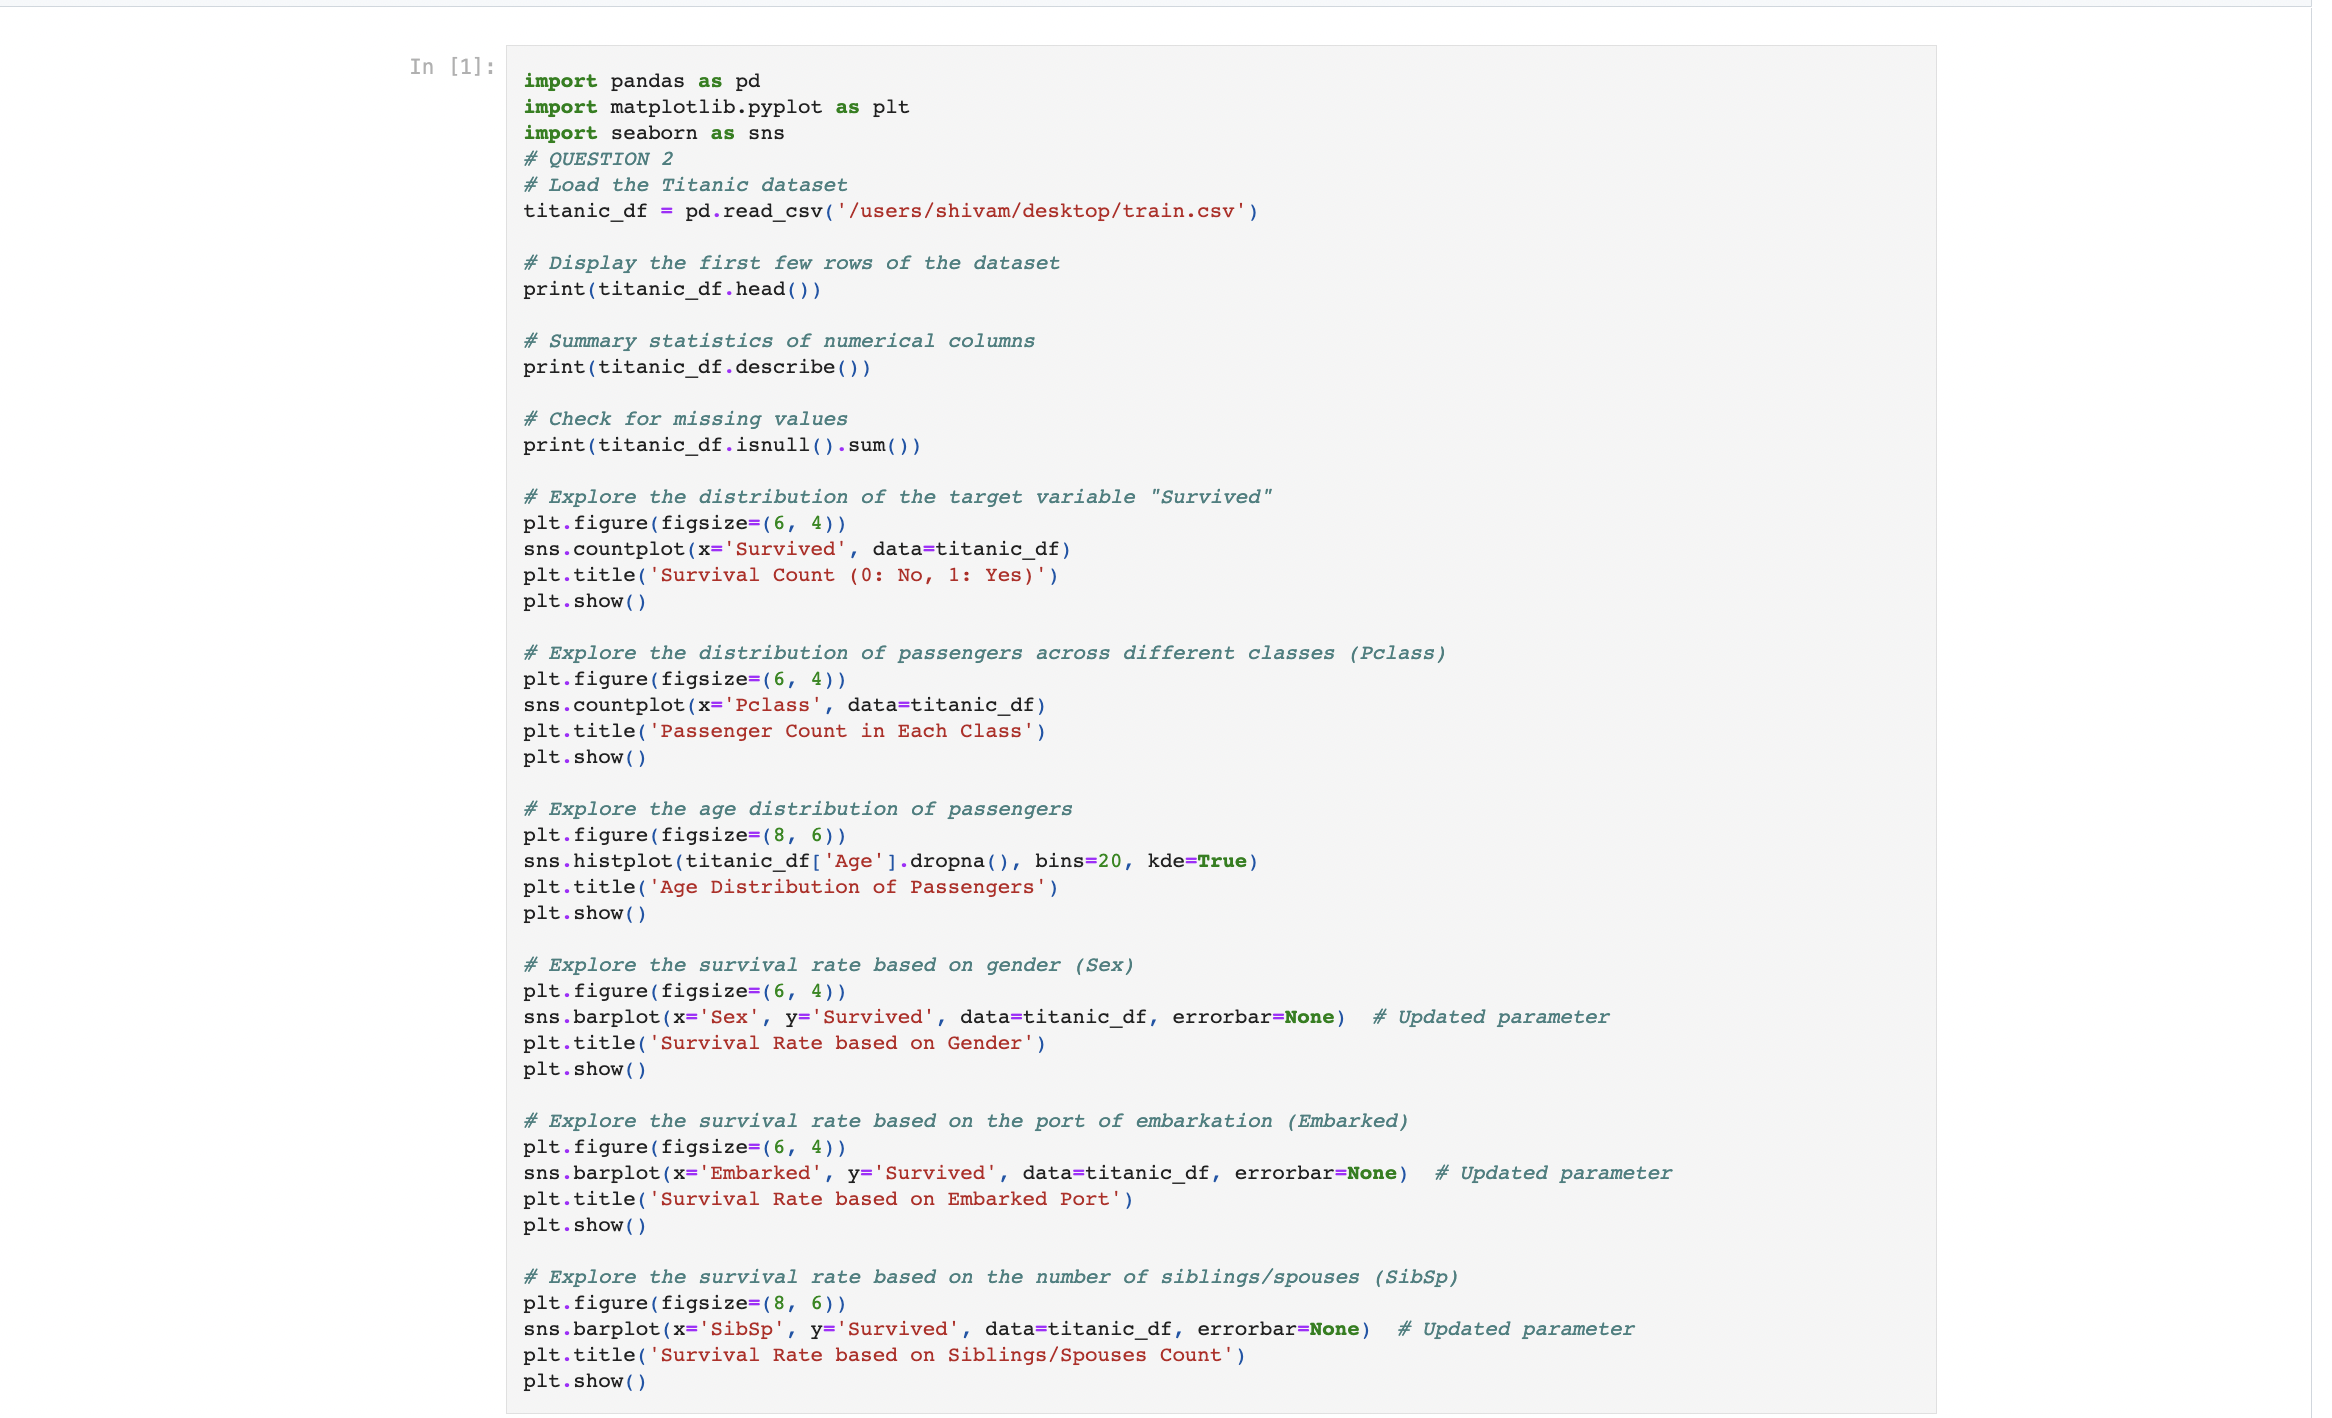 In [1]:
import pandas as pd
import matplotlib.pyplot as plt
import seaborn as sns
# QUESTION 2
# Load the Titanic dataset
titanic_df = pd.read_csv('/users/shivam/desktop/train.csv')

# Display the first few rows of the dataset
print(titanic_df.head())

# Summary statistics of numerical columns
print(titanic_df.describe())

# Check for missing values
print(titanic_df.isnull().sum())

# Explore the distribution of the target variable "Survived"
plt.figure(figsize=(6, 4))
sns.countplot(x='Survived', data=titanic_df)
plt.title('Survival Count (0: No, 1: Yes)')
plt.show()

# Explore the distribution of passengers across different classes (Pclass)
plt.figure(figsize=(6, 4))
sns.countplot(x='Pclass', data=titanic_df)
plt.title('Passenger Count in Each Class')
plt.show()

# Explore the age distribution of passengers
plt.figure(figsize=(8, 6))
sns.histplot(titanic_df['Age'].dropna(), bins=20, kde=True)
plt.title('Age Distribution of Passengers')
plt.show()

# Explore the survival rate based on gender (Sex)
plt.figure(figsize=(6, 4))
sns.barplot(x='Sex', y='Survived', data=titanic_df, errorbar=None)  # Updated parameter
plt.title('Survival Rate based on Gender')
plt.show()

# Explore the survival rate based on the port of embarkation (Embarked)
plt.figure(figsize=(6, 4))
sns.barplot(x='Embarked', y='Survived', data=titanic_df, errorbar=None)  # Updated parameter
plt.title('Survival Rate based on Embarked Port')
plt.show()

# Explore the survival rate based on the number of siblings/spouses (SibSp)
plt.figure(figsize=(8, 6))
sns.barplot(x='SibSp', y='Survived', data=titanic_df, errorbar=None)  # Updated parameter
plt.title('Survival Rate based on Siblings/Spouses Count')
plt.show()